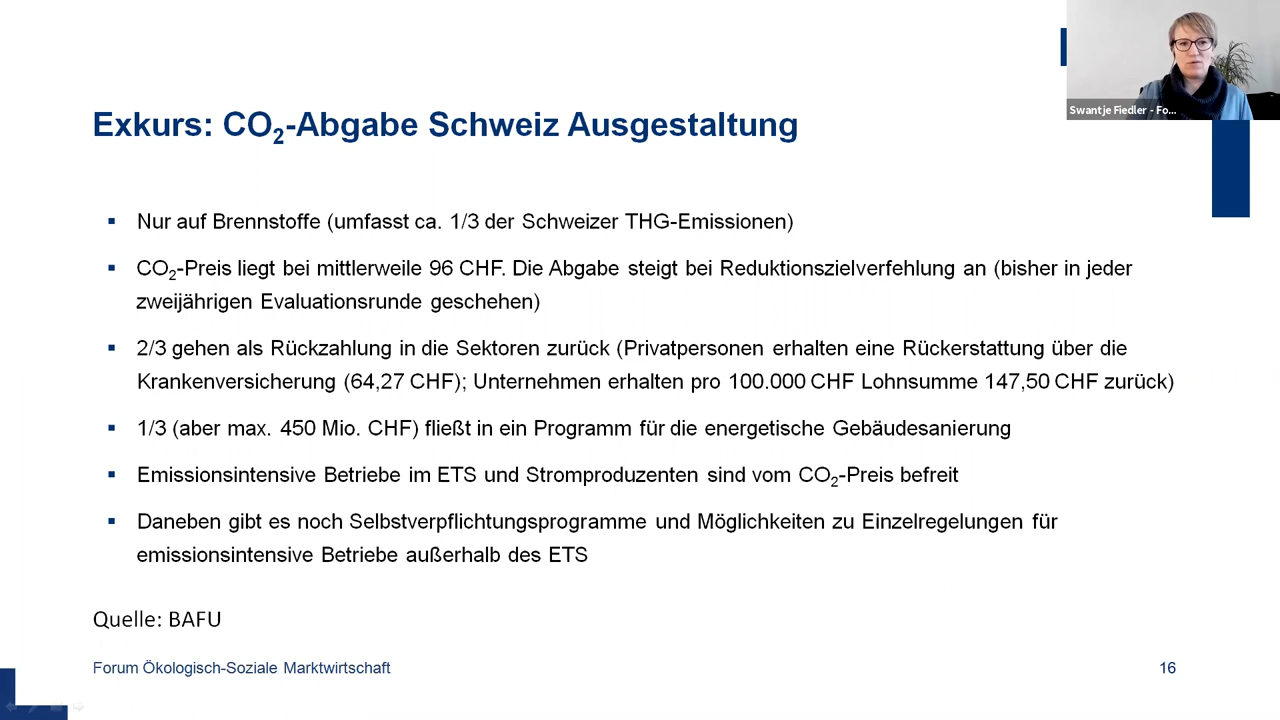 Swantje Fiedler - Fo...
Exkurs: CO₂-Abgabe Schweiz Ausgestaltung
▪ Nur auf Brennstoffe (umfasst ca. 1/3 der Schweizer THG-Emissionen)
▪ CO₂-Preis liegt bei mittlerweile 96 CHF. Die Abgabe steigt bei Reduktionszielverfehlung an (bisher in jeder
zweijährigen Evaluationsrunde geschehen)
▪ 2/3 gehen als Rückzahlung in die Sektoren zurück (Privatpersonen erhalten eine Rückerstattung über die
Krankenversicherung (64,27 CHF); Unternehmen erhalten pro 100.000 CHF Lohnsumme 147,50 CHF zurück)
▪ 1/3 (aber max. 450 Mio. CHF) fließt in ein Programm für die energetische Gebäudesanierung
▪ Emissionsintensive Betriebe im ETS und Stromproduzenten sind vom CO₂-Preis befreit
▪ Daneben gibt es noch Selbstverpflichtungsprogramme und Möglichkeiten zu Einzelregelungen für
emissionsintensive Betriebe außerhalb des ETS
Quelle: BAFU
Forum Ökologisch-Soziale Marktwirtschaft
16